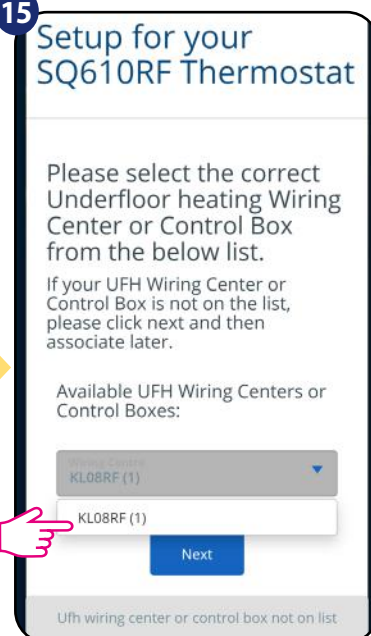 15
Setup for your
SQ610RF Thermostat
Please select the correct
Underfloor heating Wiring
Center or Control Box
from the below list.
If your UFH Wiring Center or
Control Box is not on the list,
please click next and then
associate later.
Available UFH Wiring Centers or
Control Boxes:
Wiring Centre
KL08RF (1)
KL08RF (1)
Next
Ufh wiring center or control box not on list